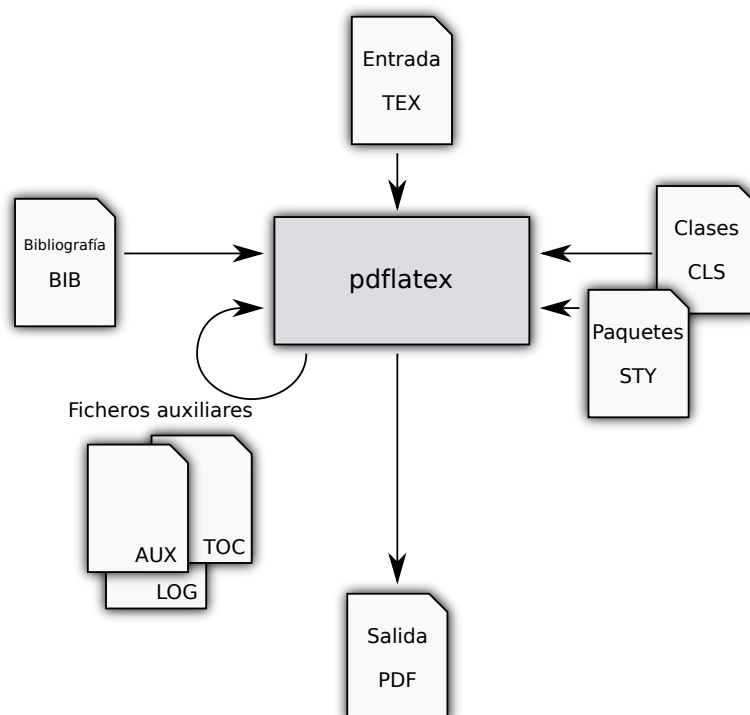 Entrada
TEX
Bibliografía
BIB
pdflatex
Clases
CLS
Paquetes
STY
Ficheros auxiliares
AUX
TOC
LOG
Salida
PDF